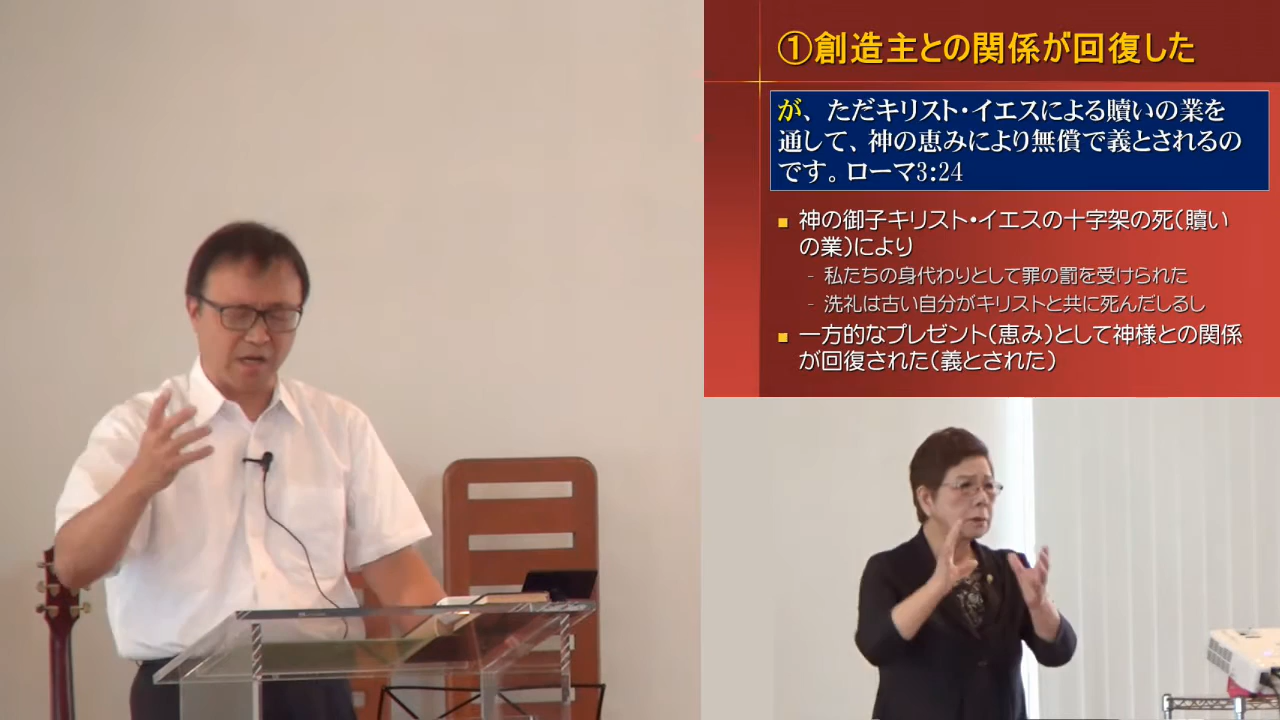 ①創造主との関係が回復した
が、ただキリスト・イエスによる贖いの業を
通して、神の恵みにより無償で義とされるの
です。ローマ3:24
■ 神の御子キリスト・イエスの十字架の死(贖い
の業)により
- 私たちの身代わりとして罪の罰を受けられた
- 洗礼は古い自分がキリストと共に死んだしるし
■ 一方的なプレゼント(恵み)として神様との関係
が回復された(義とされた)